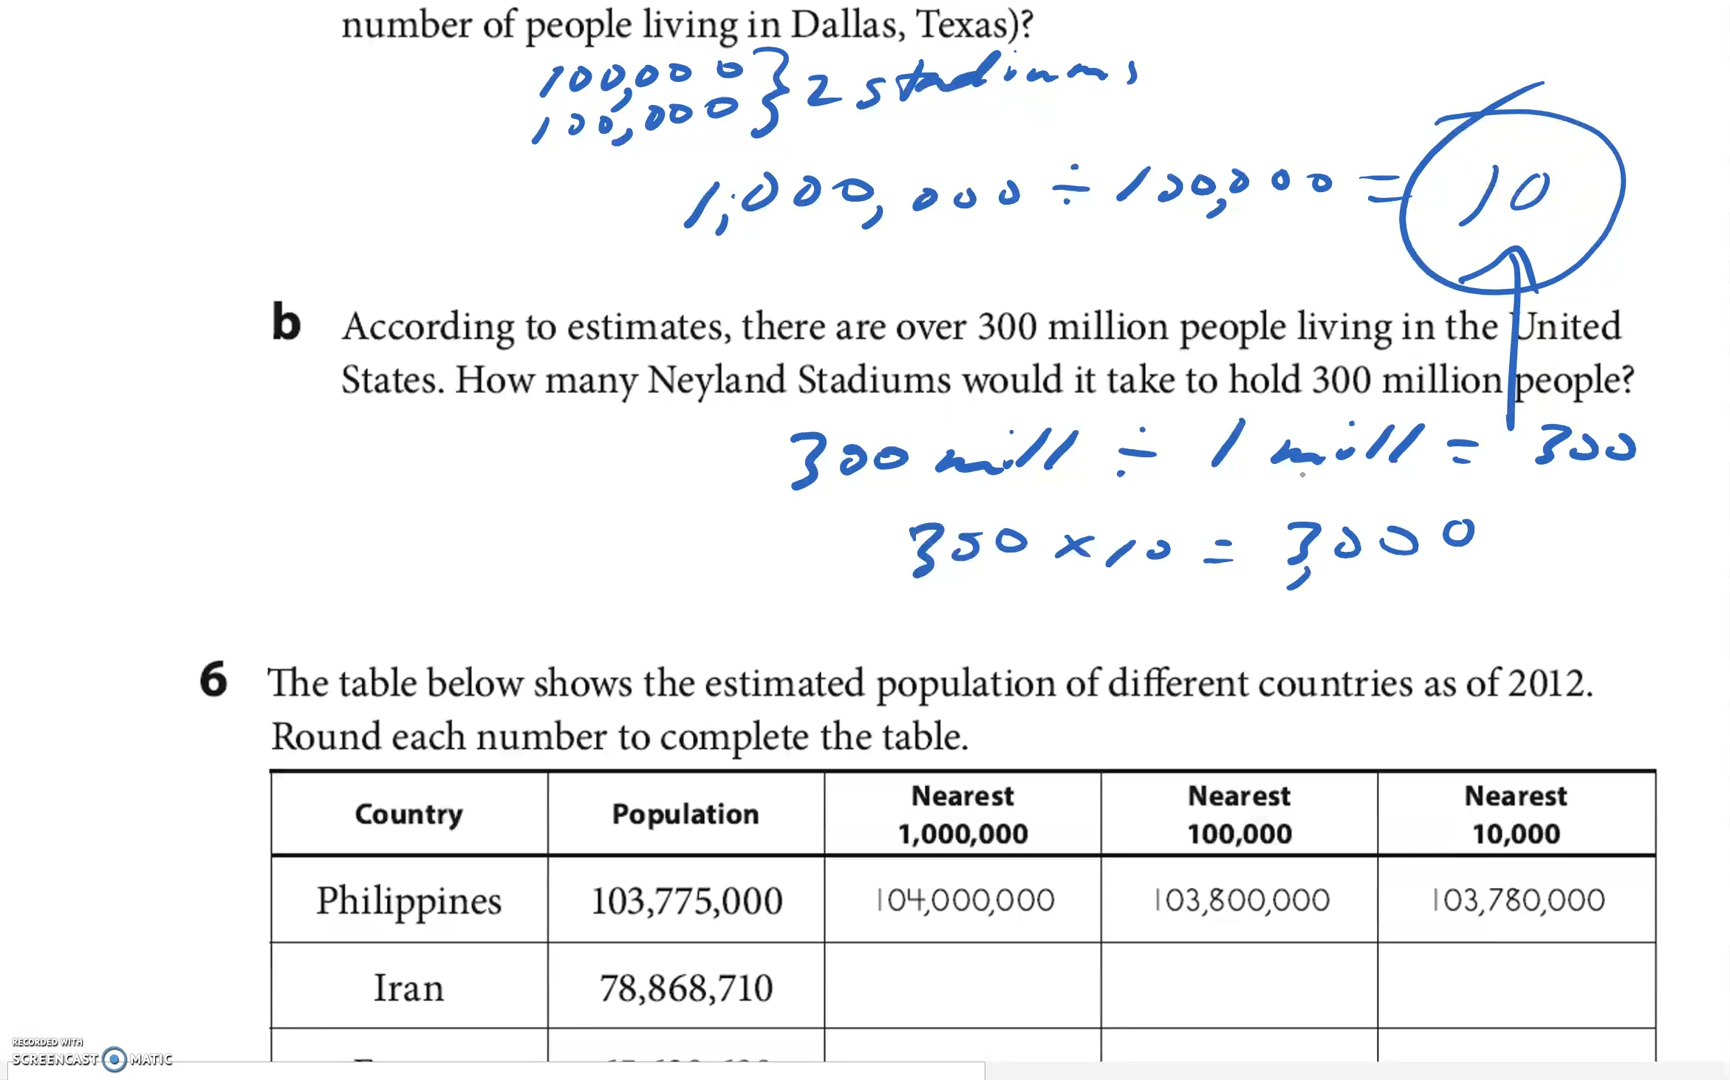 number of people living in Dallas, Texas)?
100,000 } 2 stadiums
100,000
1,000,000 ÷ 100,000 = 10
b According to estimates, there are over 300 million people living in the United
States. How many Neyland Stadiums would it take to hold 300 million people?
300 mill ÷ 1 mill = 300
300 × 10 = 3,000
6 The table below shows the estimated population of different countries as of 2012.
Round each number to complete the table.
Country Population Nearest 1,000,000 Nearest 100,000 Nearest 10,000
Philippines 103,775,000 104,000,000 103,800,000 103,780,000
Iran 78,868,710
RECORDED WITH
SCREENCAST MATIC